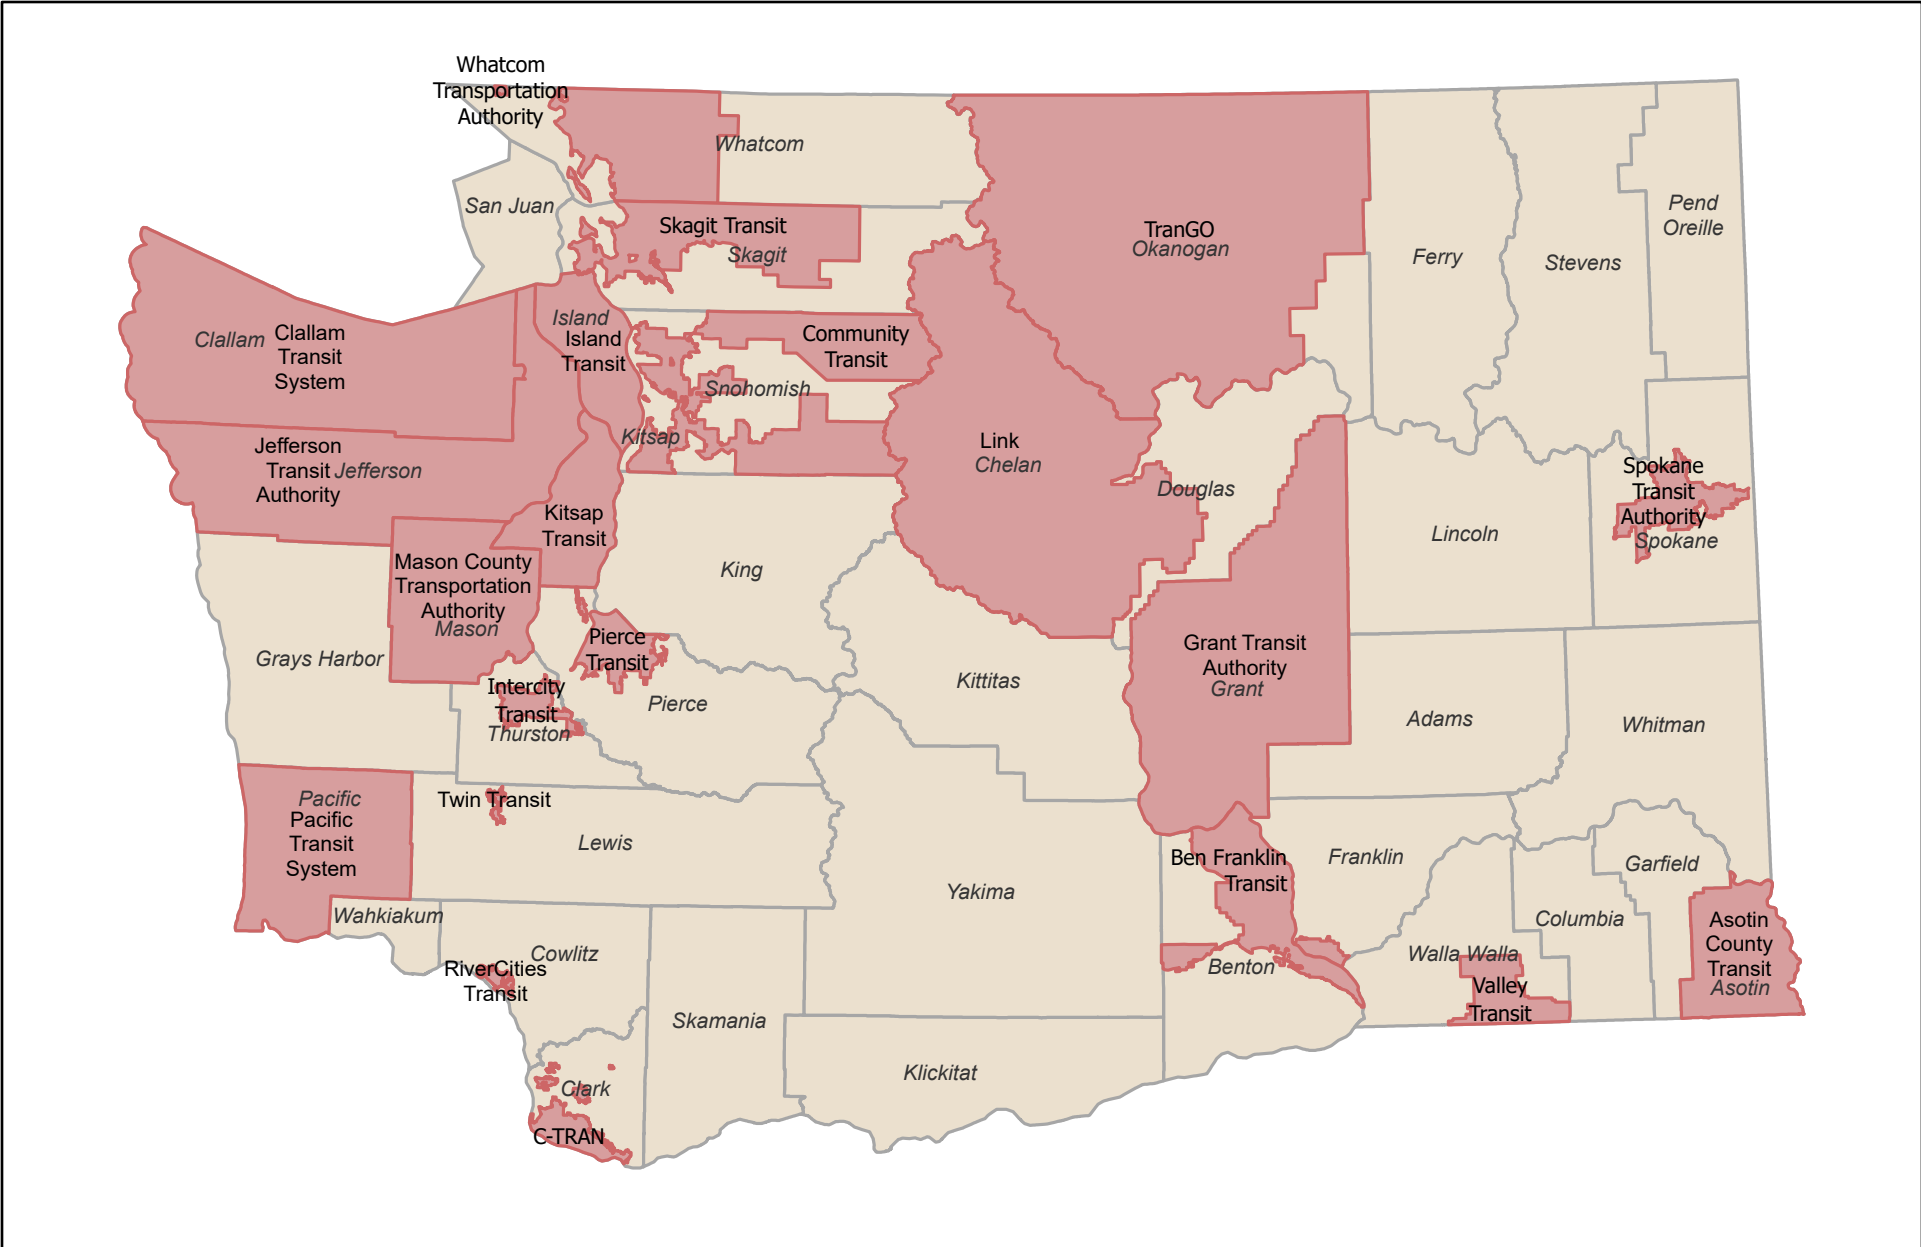 Whatcom
Transportation
Authority
Whatcom
San Juan
Skagit Transit
Skagit
TranGO
Okanogan
Ferry
Stevens
Pend
Oreille
Clallam
Clallam
Transit
System
Island
Island
Transit
Community
Transit
Snohomish
Kitsap
Jefferson
Transit
Authority
Jefferson
Link
Chelan
Douglas
Lincoln
Spokane
Transit
Authority
Spokane
Kitsap
Transit
King
Mason County
Transportation
Authority
Mason
Grays Harbor
Pierce
Transit
Pierce
Intercity
Transit
Thurston
Kittitas
Grant Transit
Authority
Grant
Adams
Whitman
Pacific
Pacific
Transit
System
Twin Transit
Lewis
Yakima
Ben Franklin
Transit
Franklin
Garfield
Columbia
Asotin
County
Transit
Asotin
Wahkiakum
Cowlitz
RiverCities
Transit
Benton
Walla Walla
Valley
Transit
Skamania
Klickitat
Clark
C-TRAN